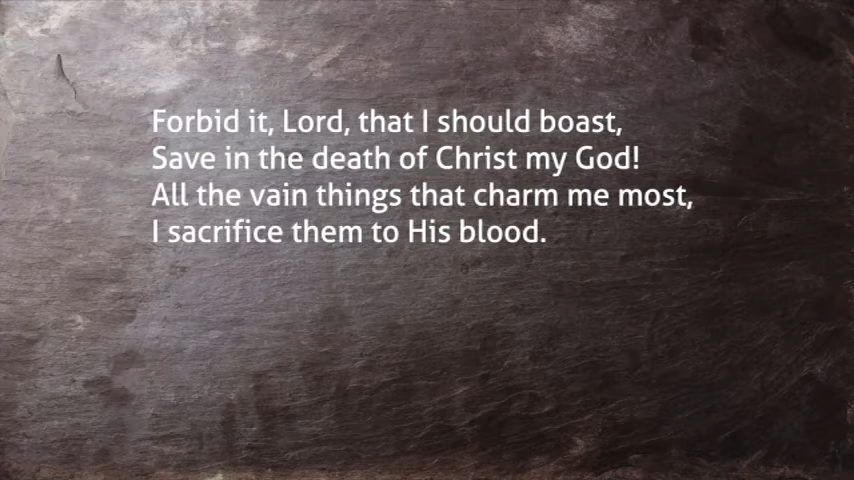 Forbid it, Lord, that I should boast,
Save in the death of Christ my God!
All the vain things that charm me most,
I sacrifice them to His blood.